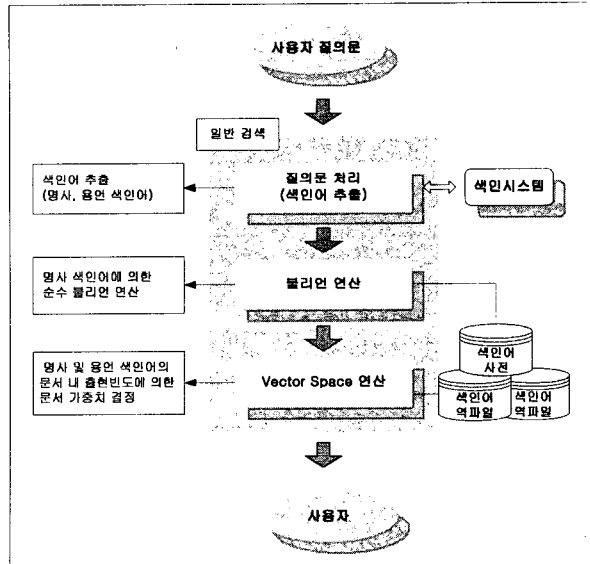 사용자 질의문
일반 검색
색인어 추출
(명사, 용언 색인어)
질의문 처리
(색인어 추출)
색인시스템
명사 색인어에 의한
순수 불리언 연산
불리언 연산
색인어
사전
명사 및 용언 색인어의
문서 내 출현빈도에 의한
문서 가중치 결정
Vector Space 연산
색인어
역파일
색인어
역파일
사용자